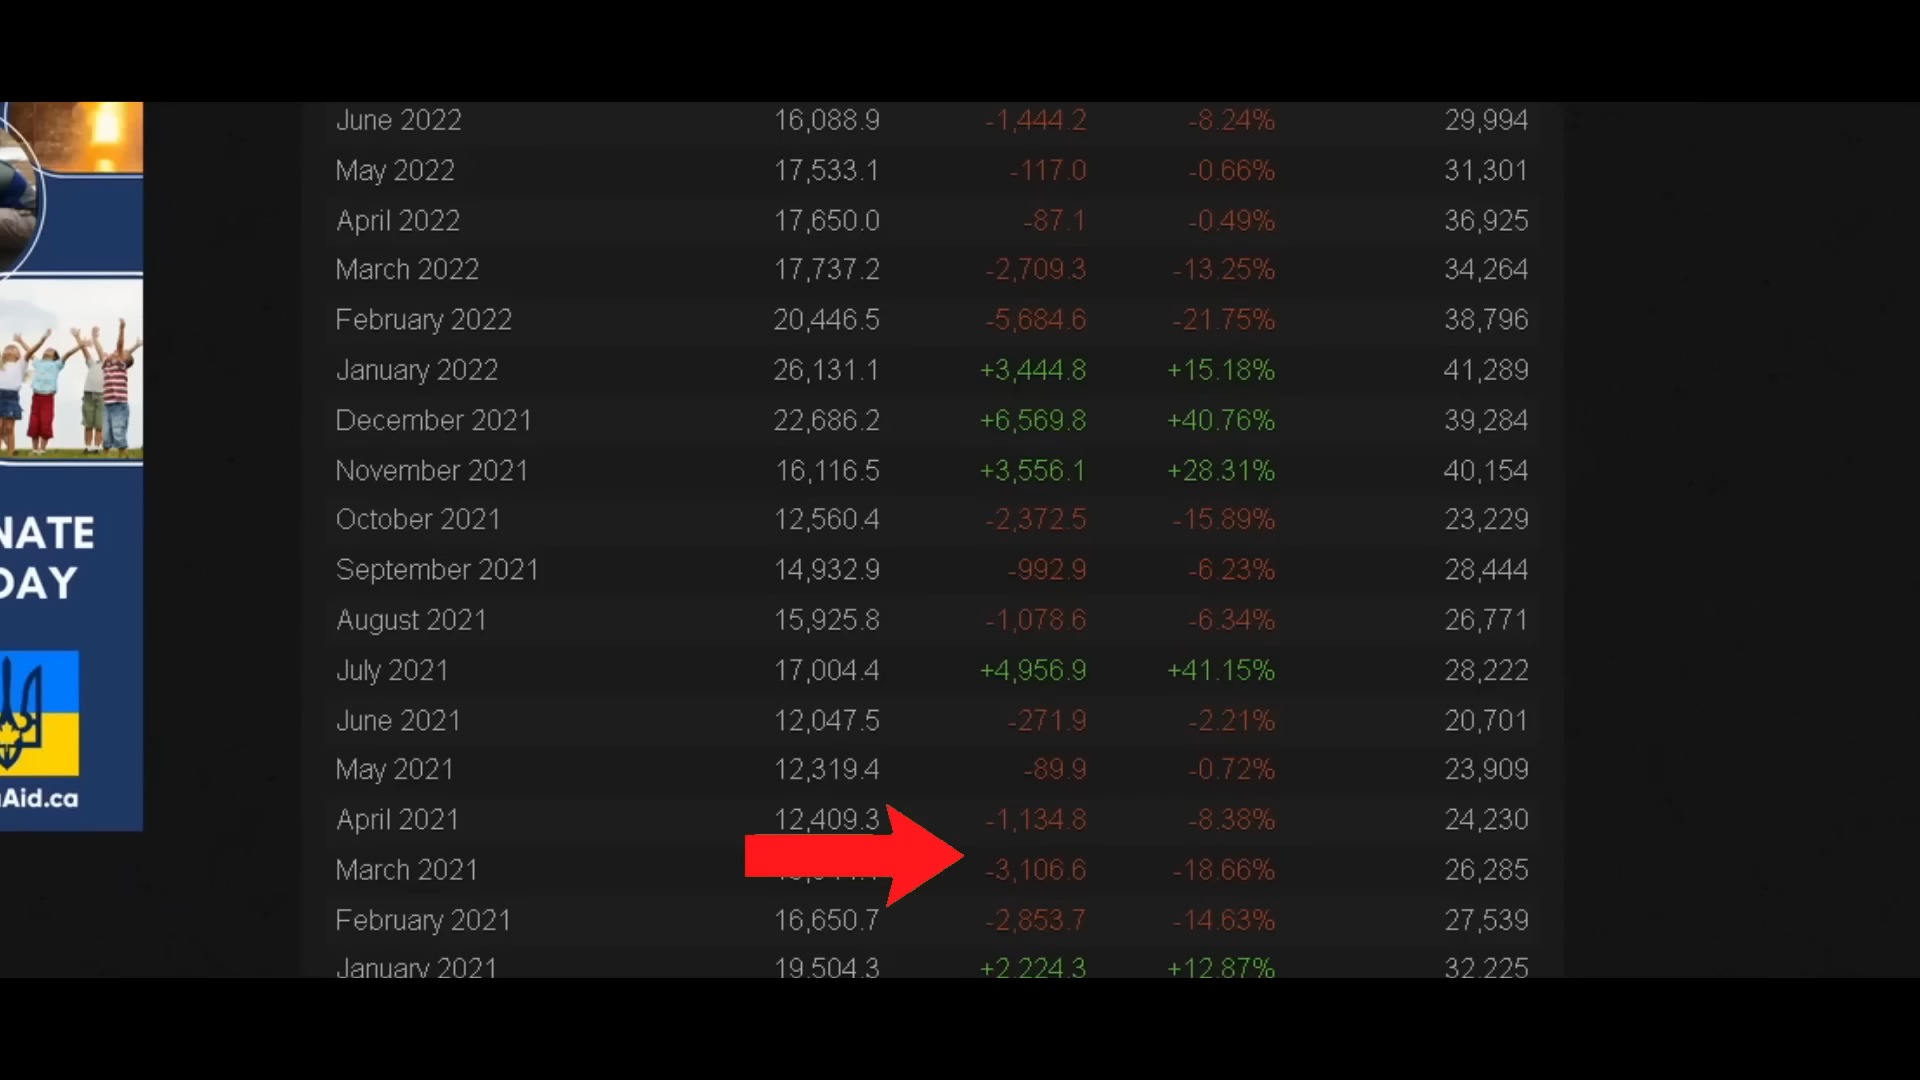 June 2022 16,088.9 -1,444.2 -8.24% 29,994
May 2022 17,533.1 -117.0 -0.66% 31,301
April 2022 17,650.0 -87.1 -0.49% 36,925
March 2022 17,737.2 -2,709.3 -13.25% 34,264
February 2022 20,446.5 -5,684.6 -21.75% 38,796
January 2022 26,131.1 +3,444.8 +15.18% 41,289
December 2021 22,686.2 +6,569.8 +40.76% 39,284
November 2021 16,116.5 +3,556.1 +28.31% 40,154
October 2021 12,560.4 -2,372.5 -15.89% 23,229
September 2021 14,932.9 -992.9 -6.23% 28,444
August 2021 15,925.8 -1,078.6 -6.34% 26,771
July 2021 17,004.4 +4,956.9 +41.15% 28,222
June 2021 12,047.5 -271.9 -2.21% 20,701
May 2021 12,319.4 -89.9 -0.72% 23,909
April 2021 12,409.3 -1,134.8 -8.38% 24,230
March 2021 -3,106.6 -18.66% 26,285
February 2021 16,650.7 -2,853.7 -14.63% 27,539
January 2021 19,504.3 +2,224.3 +12.87% 32,225
NATE
DAY
Aid.ca